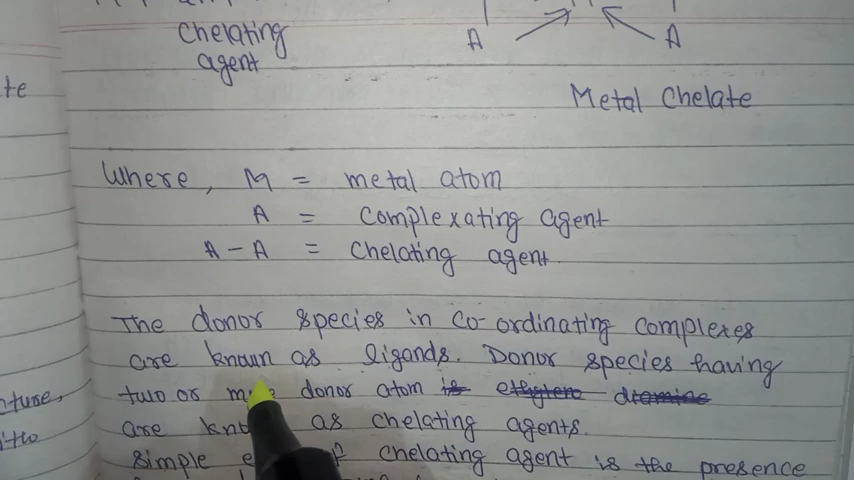 chelating
agent
A A
te
Metal Chelate
Where, M = metal atom
A = Complexating agent
A - A = chelating agent.
The donor species in co-ordinating complexes
are known as ligands. Donor species having
two or donor atom is ethylene diamine
cture,
are as chelating agents.
simple chelating agent is the presence